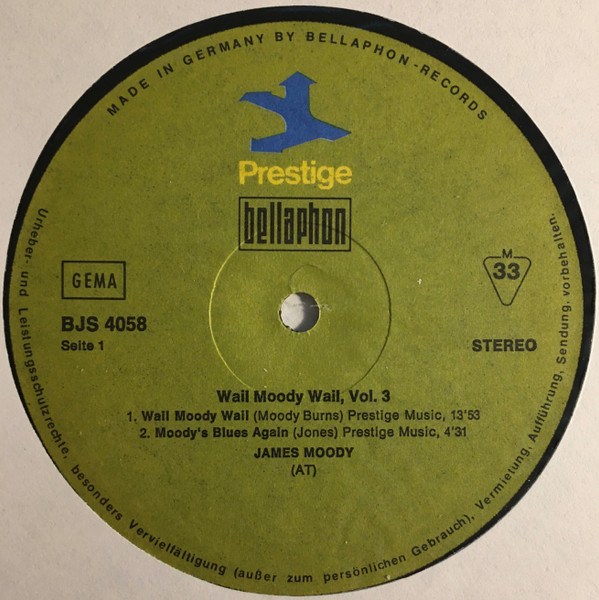 MADE IN GERMANY BY BELLAPHON-RECORDS
Prestige
bellaphon
GEMA
M
33
BJS 4058
Seite 1
STEREO
Wail Moody Wail, Vol. 3
1. Wail Moody Wail (Moody Burns) Prestige Music, 13'53
2. Moody's Blues Again (Jones) Prestige Music, 4'31
JAMES MOODY
(AT)
Urheber- und Leistungsschutzrechte, besonders Vervielfältigung (außer zum persönlichen Gebrauch), Vermietung, Aufführung, Sendung, vorbehalten.